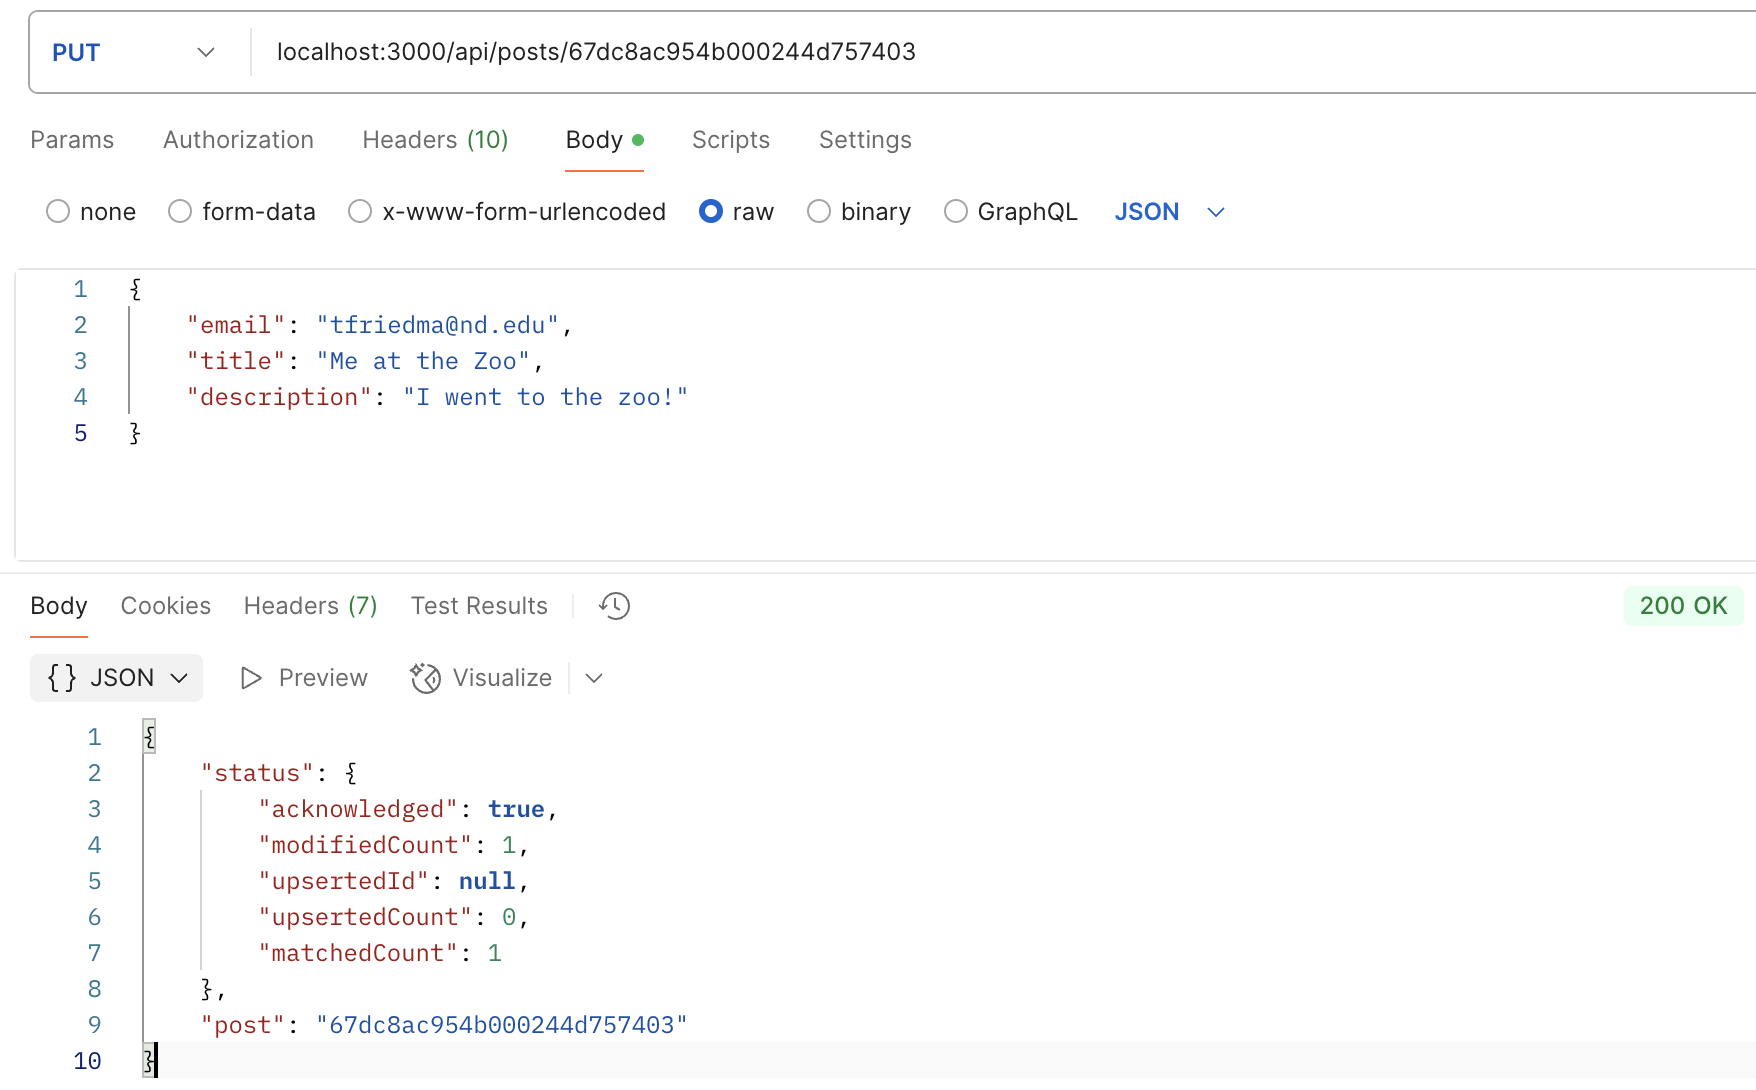 PUT localhost:3000/api/posts/67dc8ac954b000244d757403
Params Authorization Headers (10) Body Scripts Settings
none form-data x-www-form-urlencoded raw binary GraphQL JSON
1 {
2 "email": "tfriedma@nd.edu",
3 "title": "Me at the Zoo",
4 "description": "I went to the zoo!"
5 }
Body Cookies Headers (7) Test Results 200 OK
{} JSON Preview Visualize
1 {
2 "status": {
3 "acknowledged": true,
4 "modifiedCount": 1,
5 "upsertedId": null,
6 "upsertedCount": 0,
7 "matchedCount": 1
8 },
9 "post": "67dc8ac954b000244d757403"
10 }